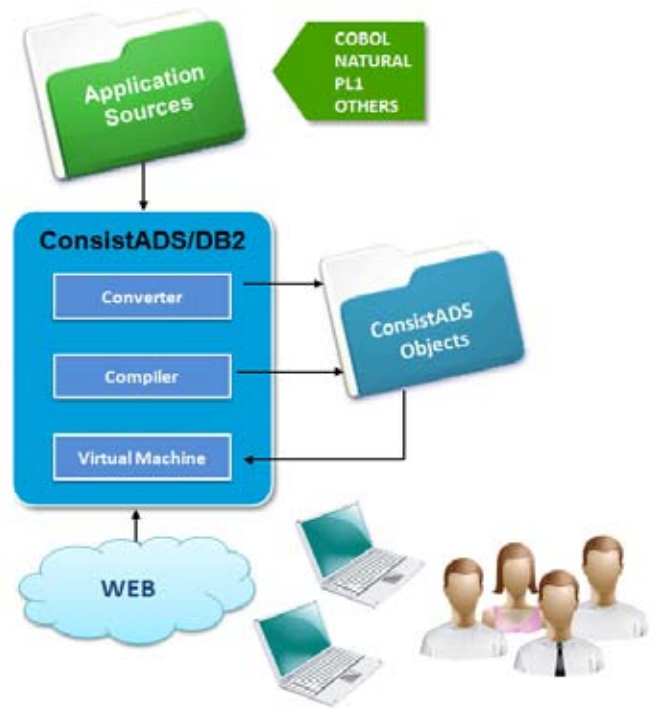 COBOL
NATURAL
PL1
OTHERS
Application
Sources
ConsistADS/DB2
Converter
ConsistADS
Objects
Compiler
Virtual Machine
WEB